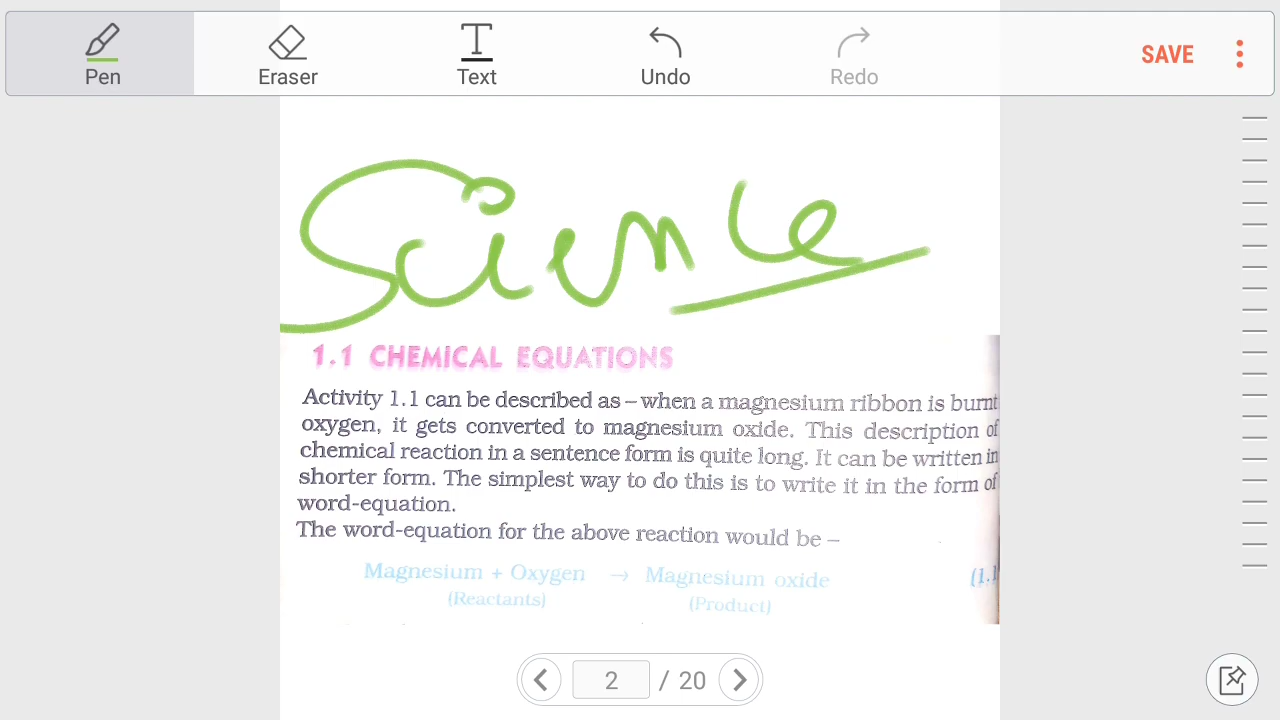 Pen Eraser Text Undo Redo SAVE
Science
1.1 CHEMICAL EQUATIONS
Activity 1.1 can be described as – when a magnesium ribbon is burnt
oxygen, it gets converted to magnesium oxide. This description of
chemical reaction in a sentence form is quite long. It can be written in
shorter form. The simplest way to do this is to write it in the form of
word-equation.
The word-equation for the above reaction would be –
Magnesium + Oxygen → Magnesium oxide (1.1
(Reactants) (Product)
2 / 20